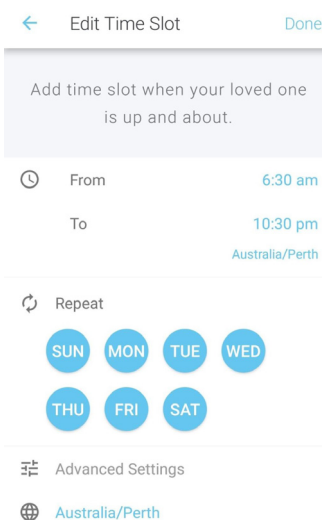 Edit Time Slot Done
Add time slot when your loved one
is up and about.
From 6:30 am
To 10:30 pm
Australia/Perth
Repeat
SUN MON TUE WED
THU FRI SAT
Advanced Settings
Australia/Perth